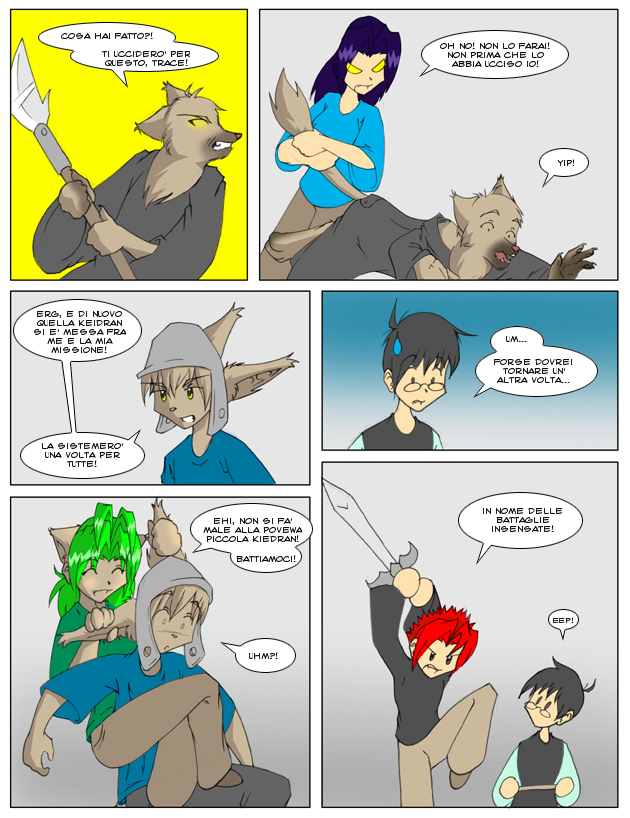 COSA HAI FATTO?!
TI UCCIDERO' PER
QUESTO, TRACE!
OH NO! NON LO FARAI!
NON PRIMA CHE LO
ABBIA UCCISO IO!
YIP!
ERG, E DI NUOVO
QUELLA KEIDRAN
SI E' MESSA FRA
ME E LA MIA
MISSIONE!
LA SISTEMERO'
UNA VOLTA PER
TUTTE!
UM...
FORSE DOVREI
TORNARE UN'
ALTRA VOLTA...
EHI, NON SI FA'
MALE ALLA POVEWA
PICCOLA KIEDRAN!
BATTIAMOCI!
UHM?!
IN NOME DELLE
BATTAGLIE
INSENSATE!
EEP!